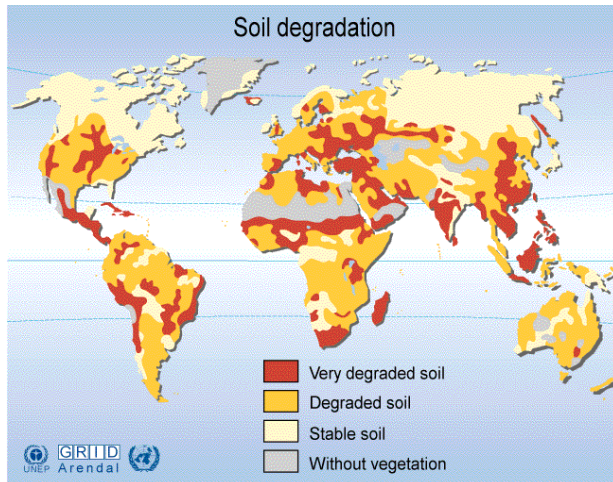 Soil degradation
Very degraded soil
Degraded soil
Stable soil
Without vegetation
UNEP
GRID
Arendal